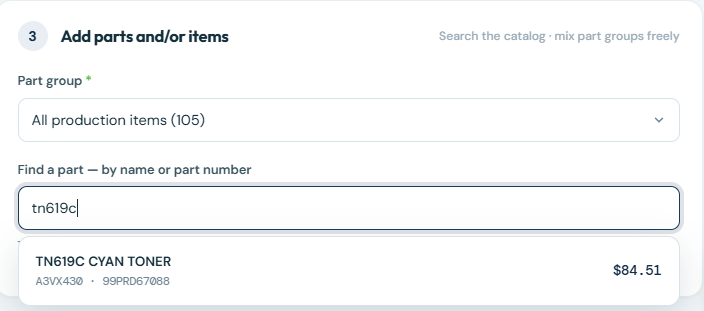 3 Add parts and/or items Search the catalog · mix part groups freely
Part group *
All production items (105)
Find a part — by name or part number
tn619c
TN619C CYAN TONER
A3VX430 · 99PRD67088 $84.51